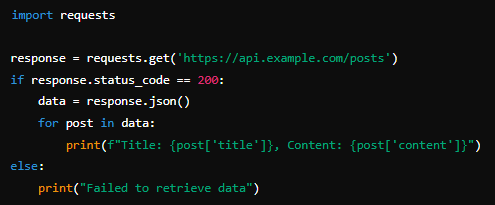 import requests

response = requests.get('https://api.example.com/posts')
if response.status_code == 200:
    data = response.json()
    for post in data:
        print(f"Title: {post['title']}, Content: {post['content']}")
else:
    print("Failed to retrieve data")